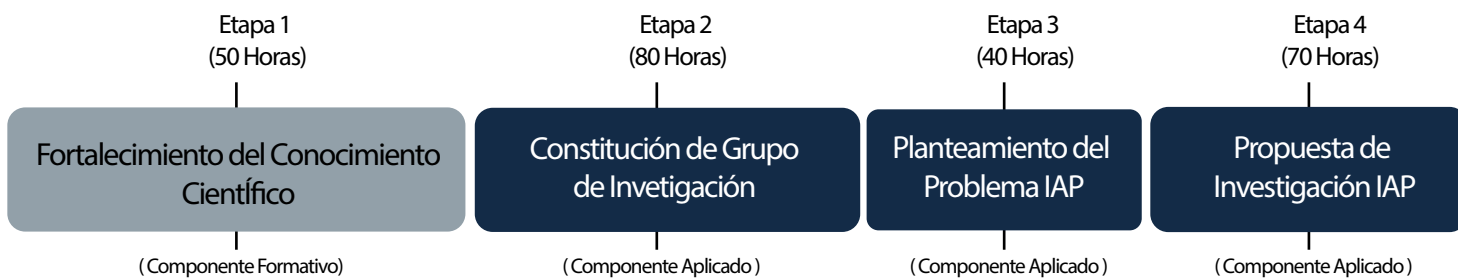 Etapa 1
(50 Horas)
Fortalecimiento del Conocimiento
Científico
( Componente Formativo)
Etapa 2
(80 Horas)
Constitución de Grupo
de Invetigación
( Componente Aplicado )
Etapa 3
(40 Horas)
Planteamiento del
Problema IAP
( Componente Aplicado )
Etapa 4
(70 Horas)
Propuesta de
Investigación IAP
( Componente Aplicado )